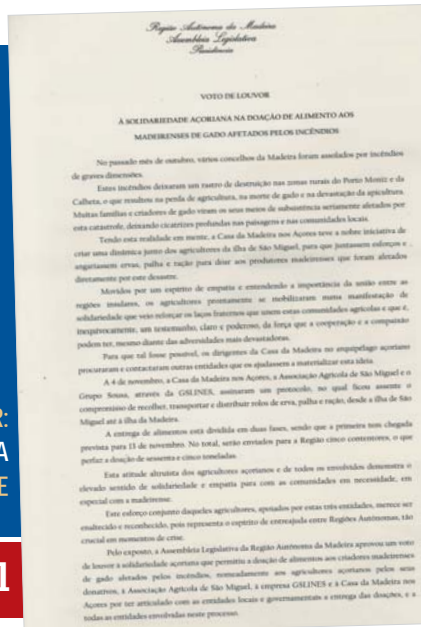 Região Autónoma da Madeira
Assembleia Legislativa
Presidência
VOTO DE LOUVOR
À SOLIDARIEDADE AÇORIANA NA DOAÇÃO DE ALIMENTO AOS
MADEIRENSES DE GADO AFETADOS PELOS INCÊNDIOS
No passado mês de outubro, vários concelhos da Madeira foram assolados por incêndios
de graves dimensões.
Estes incêndios deixaram um rastro de destruição nas zonas rurais do Porto Moniz e da
Calheta, o que resultou na perda de agricultura, na morte de gado e na devastação da apicultura.
Muitas famílias e criadores de gado viram os seus meios de subsistência seriamente afetados por
esta catástrofe, deixando cicatrizes profundas nas paisagens e nas comunidades locais.
Tendo esta realidade em mente, a Casa da Madeira nos Açores teve a nobre iniciativa de
criar uma dinâmica junto dos agricultores da ilha de São Miguel, para que juntassem esforços e
angariassem ervas, palha e ração para doar aos produtores madeirenses que foram afetados
diretamente por este desastre.
Movidos por um espírito de empatia e entendendo a importância da união entre as
regiões insulares, os agricultores prontamente se mobilizaram numa manifestação de
solidariedade que veio reforçar os laços fraternos que unem estas comunidades agrícolas e que é,
inequivocamente, um testemunho, claro e poderoso, da força que a cooperação e a compaixão
podem ter, mesmo diante das adversidades mais devastadoras.
Para que tal fosse possível, os dirigentes da Casa da Madeira no arquipélago açoriano
procuraram e contactaram outras entidades que os ajudassem a materializar esta ideia.
A 4 de novembro, a Casa da Madeira nos Açores, a Associação Agrícola de São Miguel e o
Grupo Sousa, através da GSLINES, assinaram um protocolo, no qual ficou assente o
compromisso de recolher, transportar e distribuir rolos de erva, palha e ração, desde a ilha de São
Miguel até à ilha da Madeira.
A entrega de alimentos está dividida em duas fases, sendo que a primeira tem chegada
prevista para 13 de novembro. No total, serão enviados para a Região cinco contentores, o que
perfaz a doação de sessenta e cinco toneladas.
Esta atitude altruísta dos agricultores açorianos e de todos os envolvidos demonstra o
elevado sentido de solidariedade e empatia para com as comunidades em necessidade, em
especial com a madeirense.
Este esforço conjunto daqueles agricultores, apoiados por estas três entidades, merece ser
enaltecido e reconhecido, pois representa o espírito de entreajuda entre Regiões Autónomas, tão
crucial em momentos de crise.
Pelo exposto, a Assembleia Legislativa da Região Autónoma da Madeira aprovou um voto
de louvor à solidariedade açoriana que permitiu a doação de alimentos aos criadores madeirenses
de gado afetados pelos incêndios, nomeadamente aos agricultores açorianos pelos seus
donativos, à Associação Agrícola de São Miguel, à empresa GSLINES e à Casa da Madeira nos
Açores por ter articulado com as entidades locais e governamentais a entrega das doações, e a
todas as entidades envolvidas neste processo.
R:
A
E
1